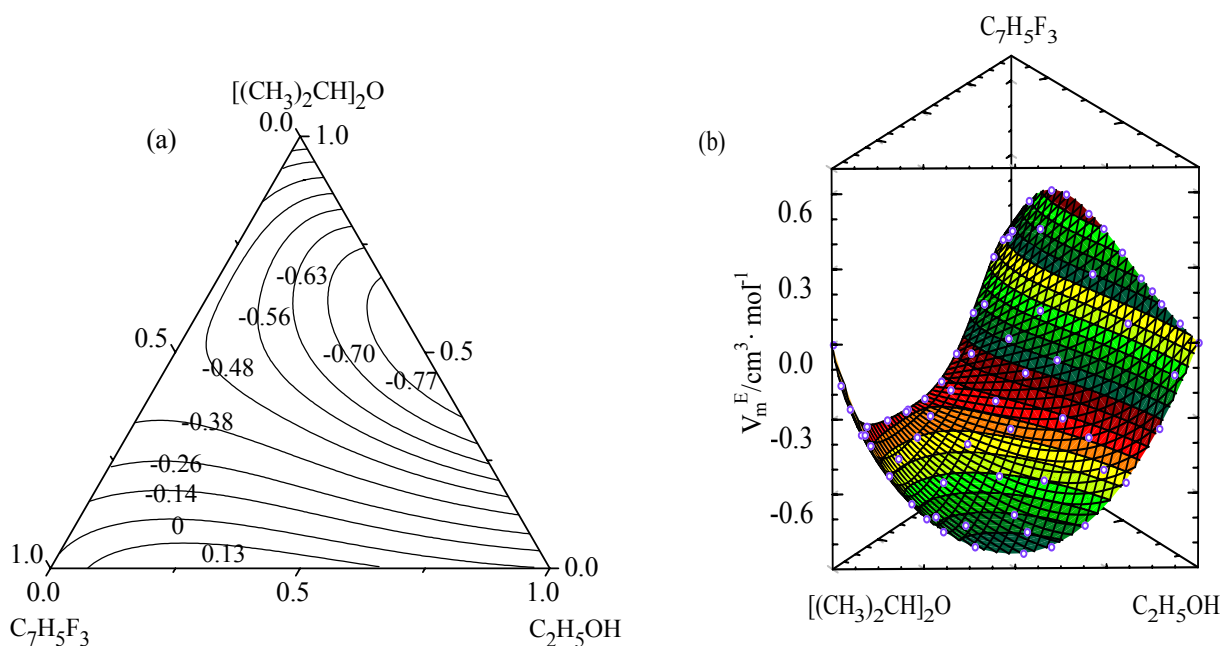 [(CH₃)₂CH]₂O
(a)
0.0
1.0
-0.63
-0.56
0.5
-0.70
0.5
-0.48
-0.77
-0.38
-0.26
-0.14
0
0.13
1.0
0.0
0.0
0.5
1.0
C₇H₅F₃
C₂H₅OH
C₇H₅F₃
(b)
0.6
0.3
0.0
-0.3
-0.6
Vₘᴱ/cm³· mol⁻¹
[(CH₃)₂CH]₂O
C₂H₅OH